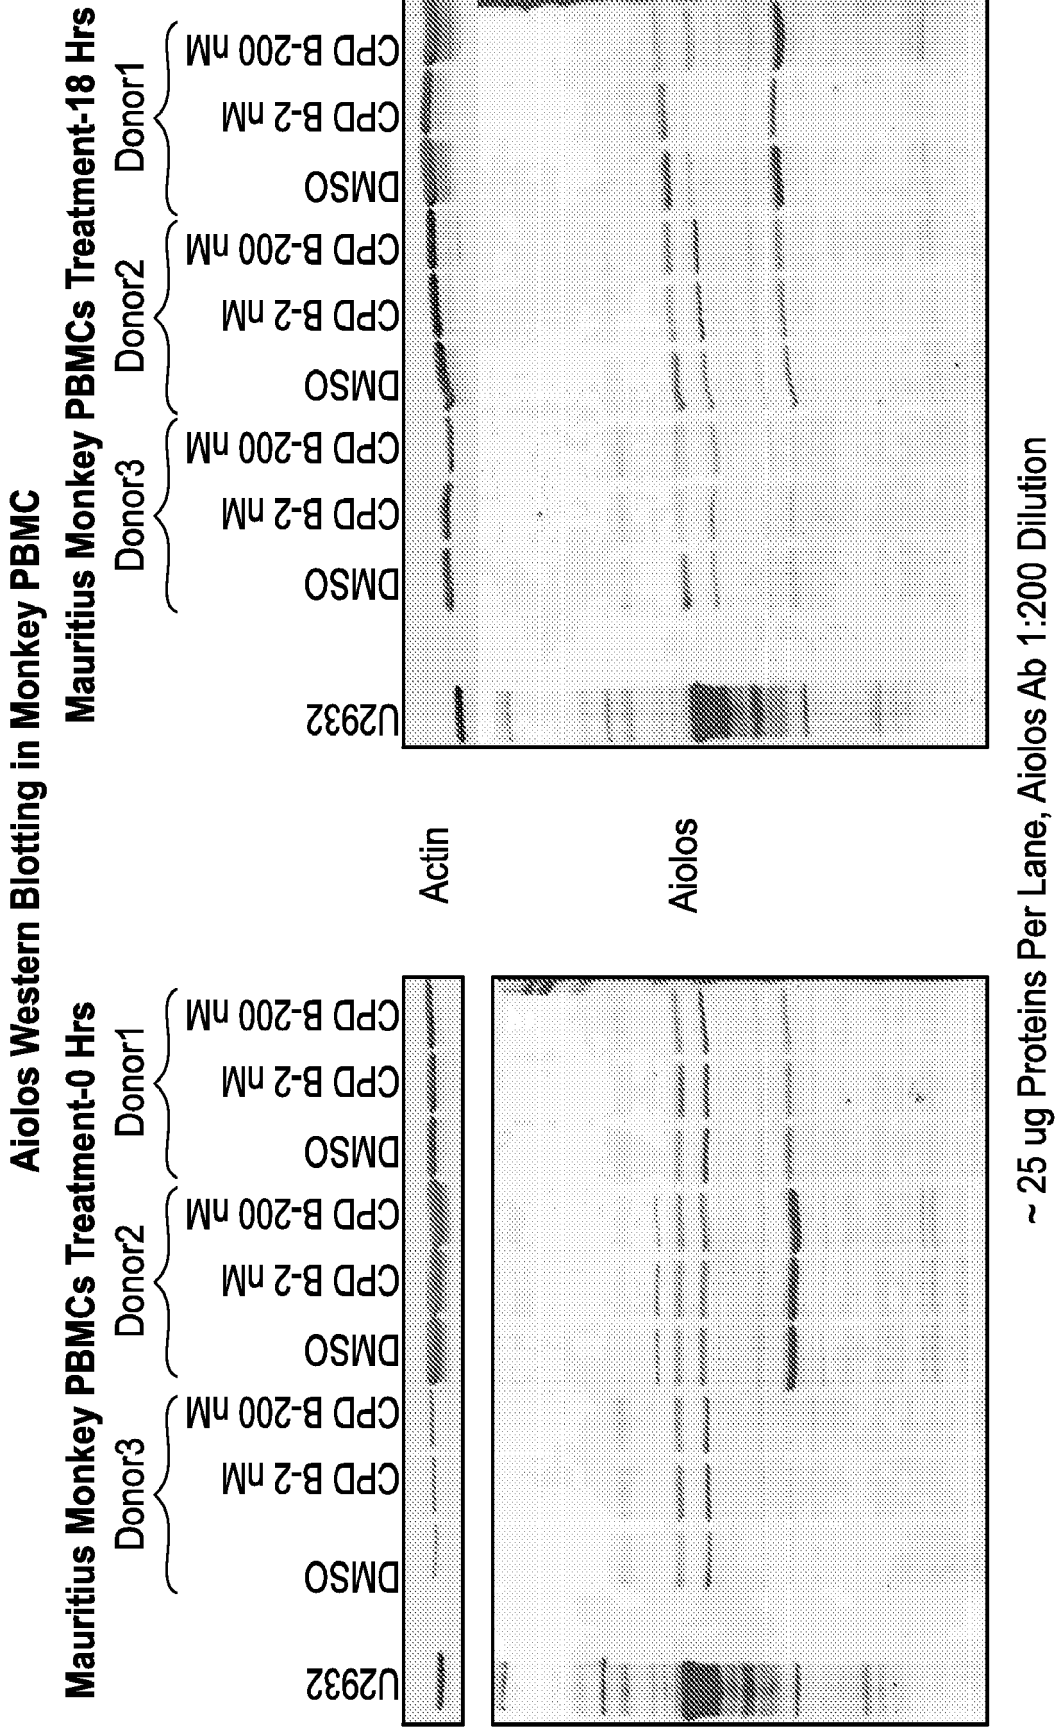 Aiolos Western Blotting in Monkey PBMC
Mauritius Monkey PBMCs Treatment-0 Hrs
Donor3
Donor2
Donor1
U2932
DMSO
CPD B-2 nM
CPD B-200 nM
DMSO
CPD B-2 nM
CPD B-200 nM
DMSO
CPD B-2 nM
CPD B-200 nM
Actin
Aiolos
Mauritius Monkey PBMCs Treatment-18 Hrs
Donor3
Donor2
Donor1
U2932
DMSO
CPD B-2 nM
CPD B-200 nM
DMSO
CPD B-2 nM
CPD B-200 nM
DMSO
CPD B-2 nM
CPD B-200 nM
~ 25 ug Proteins Per Lane, Aiolos Ab 1:200 Dilution